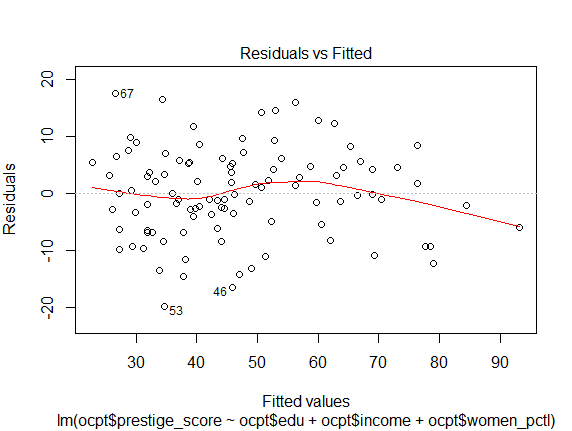 Residuals vs Fitted
20
10
0
-10
-20
Residuals
67
46
53
30 40 50 60 70 80 90
Fitted values
lm(ocpt$prestige_score ~ ocpt$edu + ocpt$income + ocpt$women_pctl)